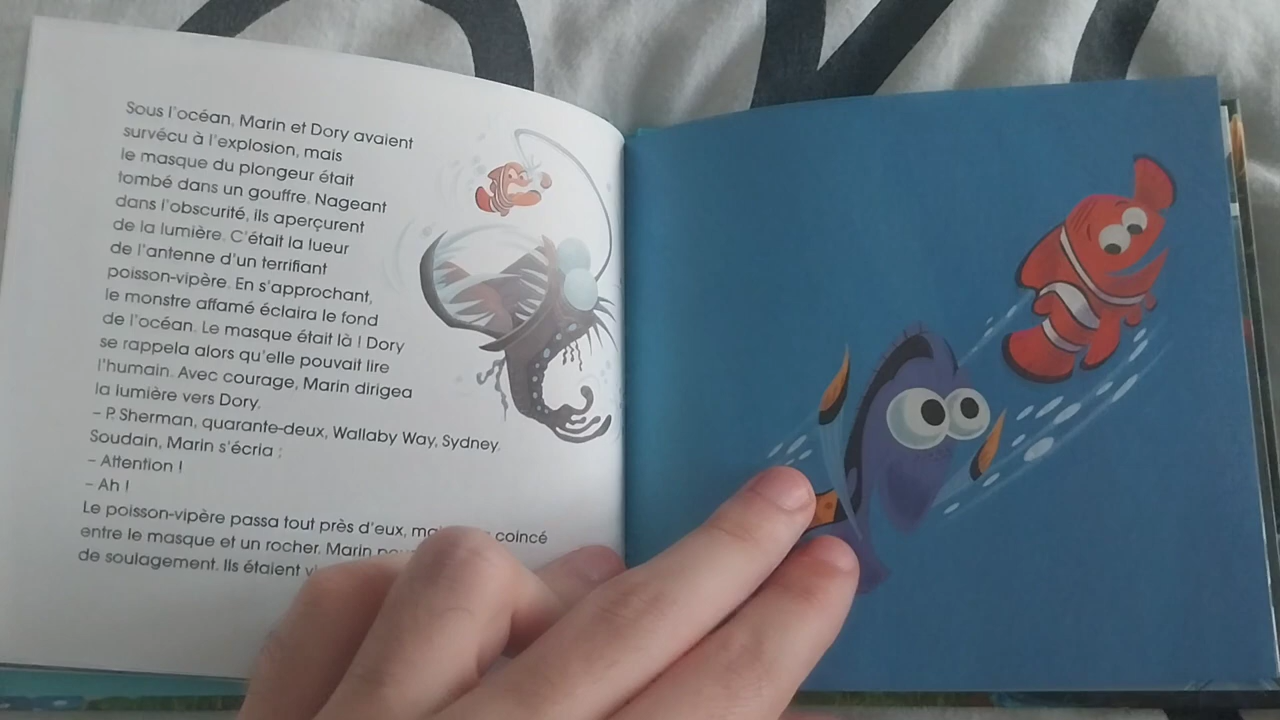 Sous l'océan, Marin et Dory avaient
survécu à l'explosion, mais
le masque du plongeur était
tombé dans un gouffre. Nageant
dans l'obscurité, ils aperçurent
de la lumière. C'était la lueur
de l'antenne d'un terrifiant
poisson-vipère. En s'approchant,
le monstre affamé éclaira le fond
de l'océan. Le masque était là ! Dory
se rappela alors qu'elle pouvait lire
l'humain. Avec courage, Marin dirigea
la lumière vers Dory.
– P. Sherman, quarante-deux, Wallaby Way, Sydney.
Soudain, Marin s'écria :
– Attention !
– Ah !
Le poisson-vipère passa tout près d'eux, coincé
entre le masque et un rocher. Marin
de soulagement. Ils étaient